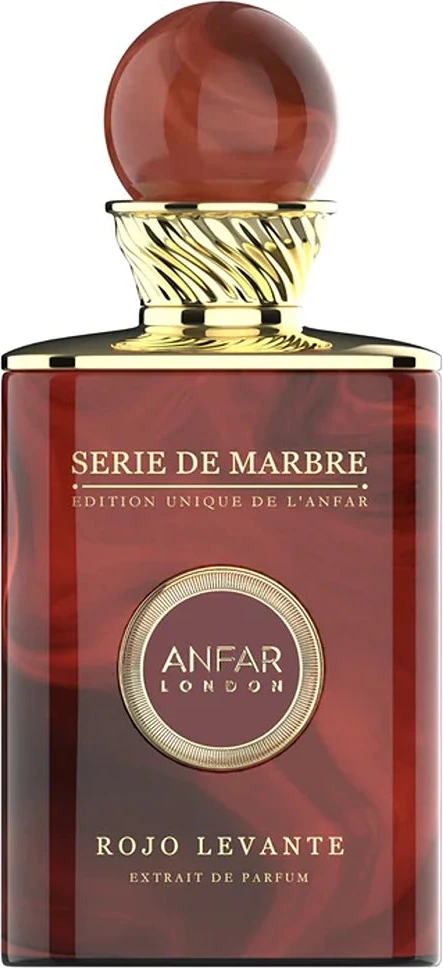 SERIE DE MARBRE
EDITION UNIQUE DE L'ANFAR
ANFAR
LONDON
ROJO LEVANTE
EXTRAIT DE PARFUM